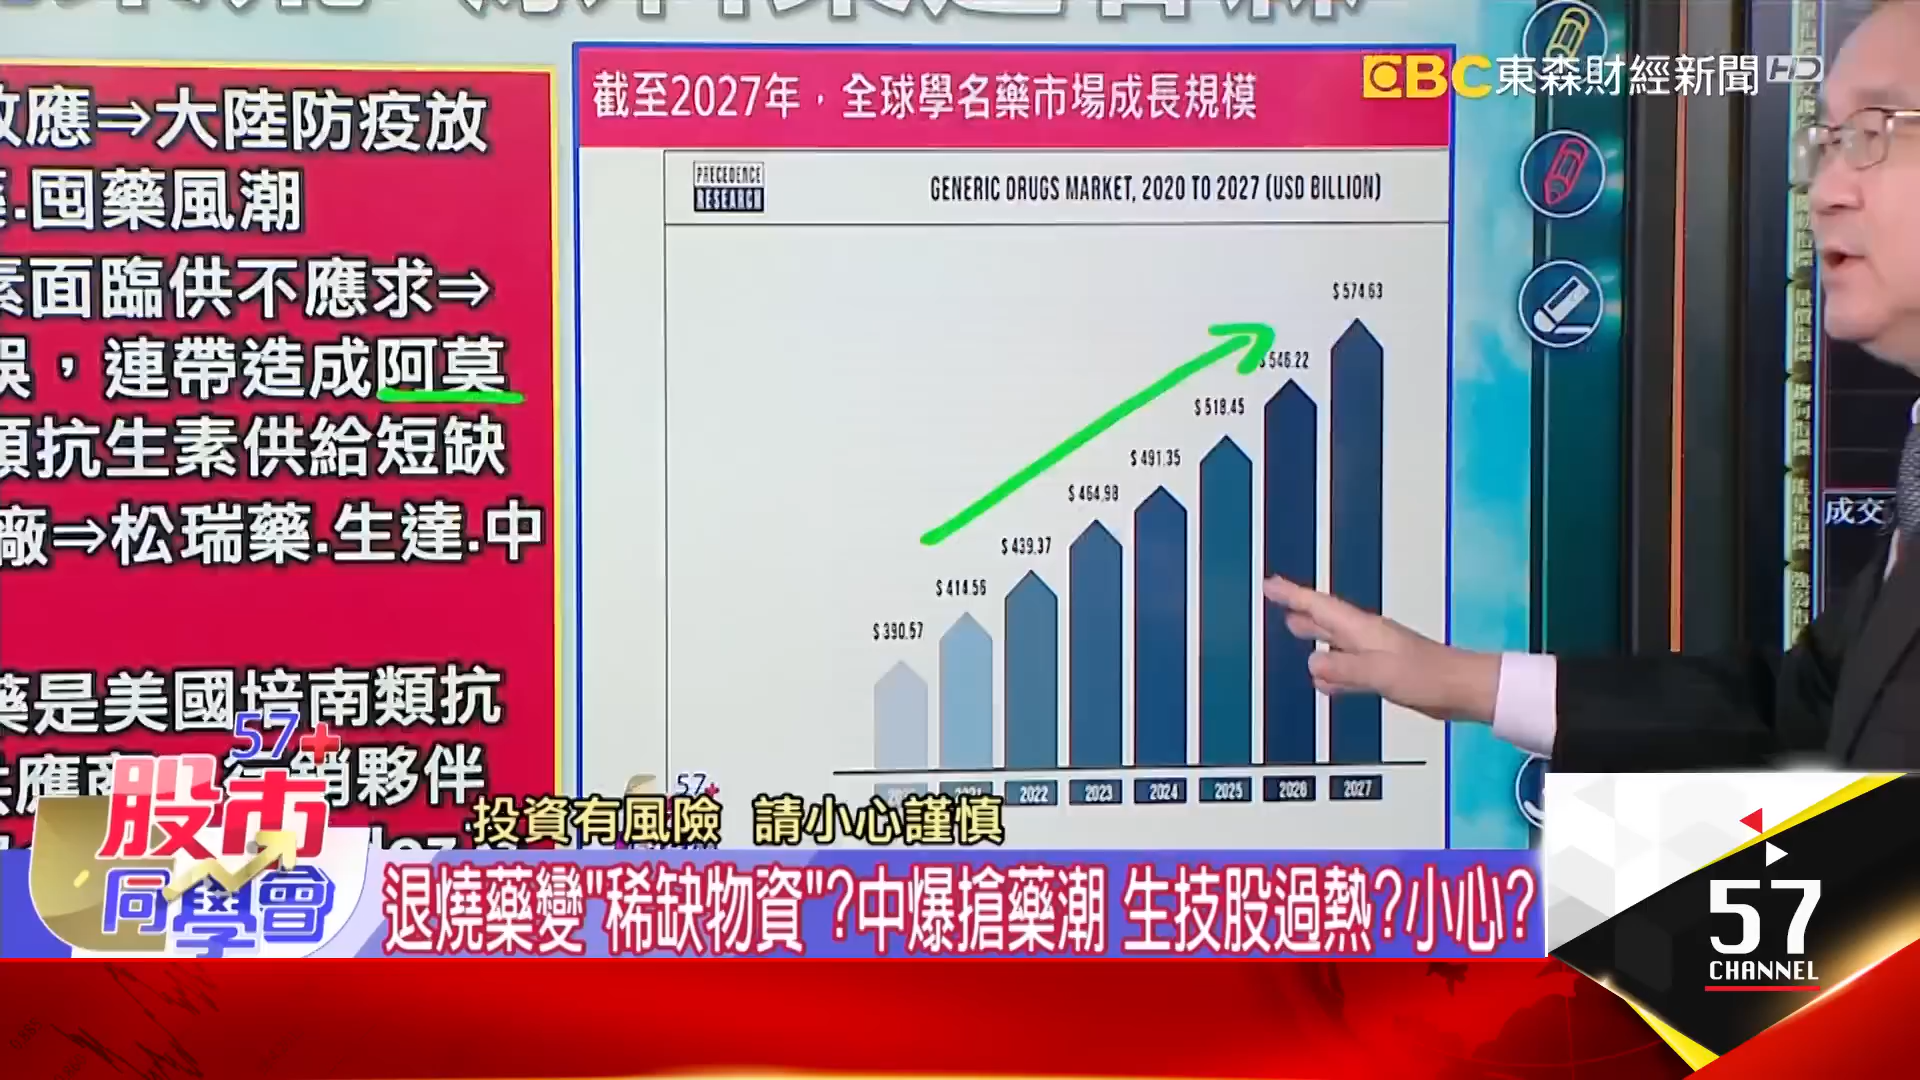 截至2027年，全球學名藥市場成長規模
EBC東森財經新聞HD
效應⇒大陸防疫放
.囤藥風潮
素面臨供不應求⇒
誤，連帶造成阿莫
類抗生素供給短缺
廠⇒松瑞藥.生達.中
藥是美國培南類抗
銷夥伴
PRECEDENCE
RESEARCH
GENERIC DRUGS MARKET, 2020 TO 2027 (USD BILLION)
$ 390.57
$ 414.56
$ 439.37
$ 464.98
$ 491.35
$ 518.45
$ 546.22
$ 574.63
2022
2023
2024
2025
2026
2027
成交
57+
57+
股市
同學會
投資有風險 請小心謹慎
退燒藥變"稀缺物資"?中爆搶藥潮 生技股過熱?小心?
57
CHANNEL